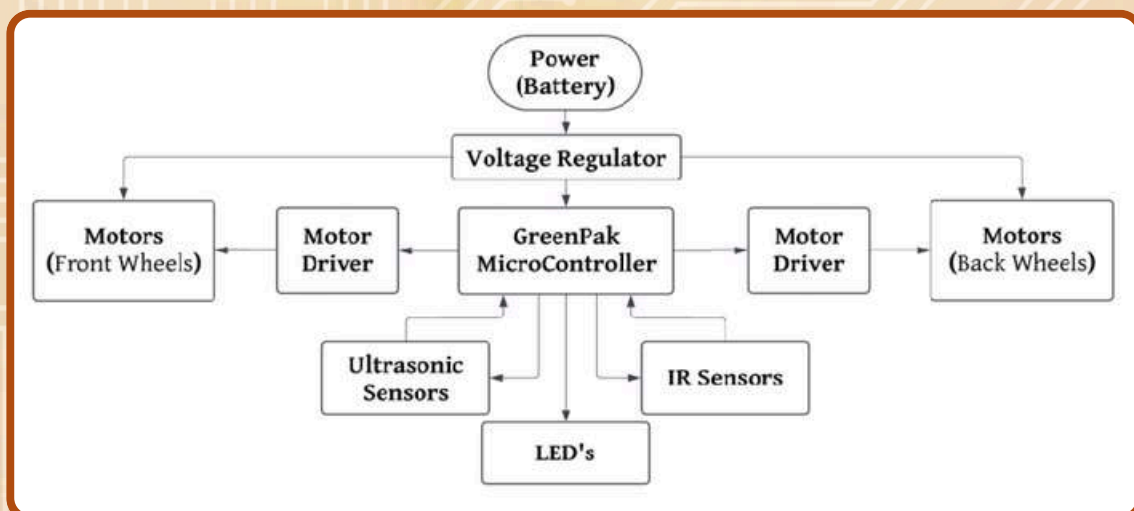 Power
(Battery)
Voltage Regulator
Motors
(Front Wheels)
Motor
Driver
GreenPak
MicroController
Motor
Driver
Motors
(Back Wheels)
Ultrasonic
Sensors
IR Sensors
LED's